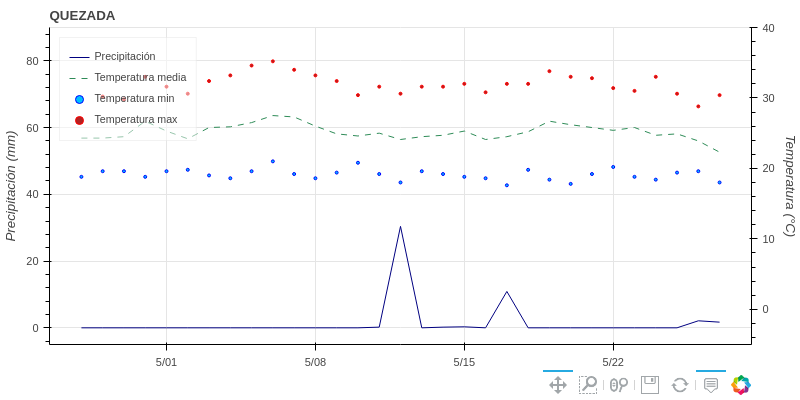 QUEZADA
Precipitación
Temperatura media
Temperatura min
Temperatura max
Precipitación (mm)
80
60
40
20
0
Temperatura (°C)
40
30
20
10
0
5/01
5/08
5/15
5/22